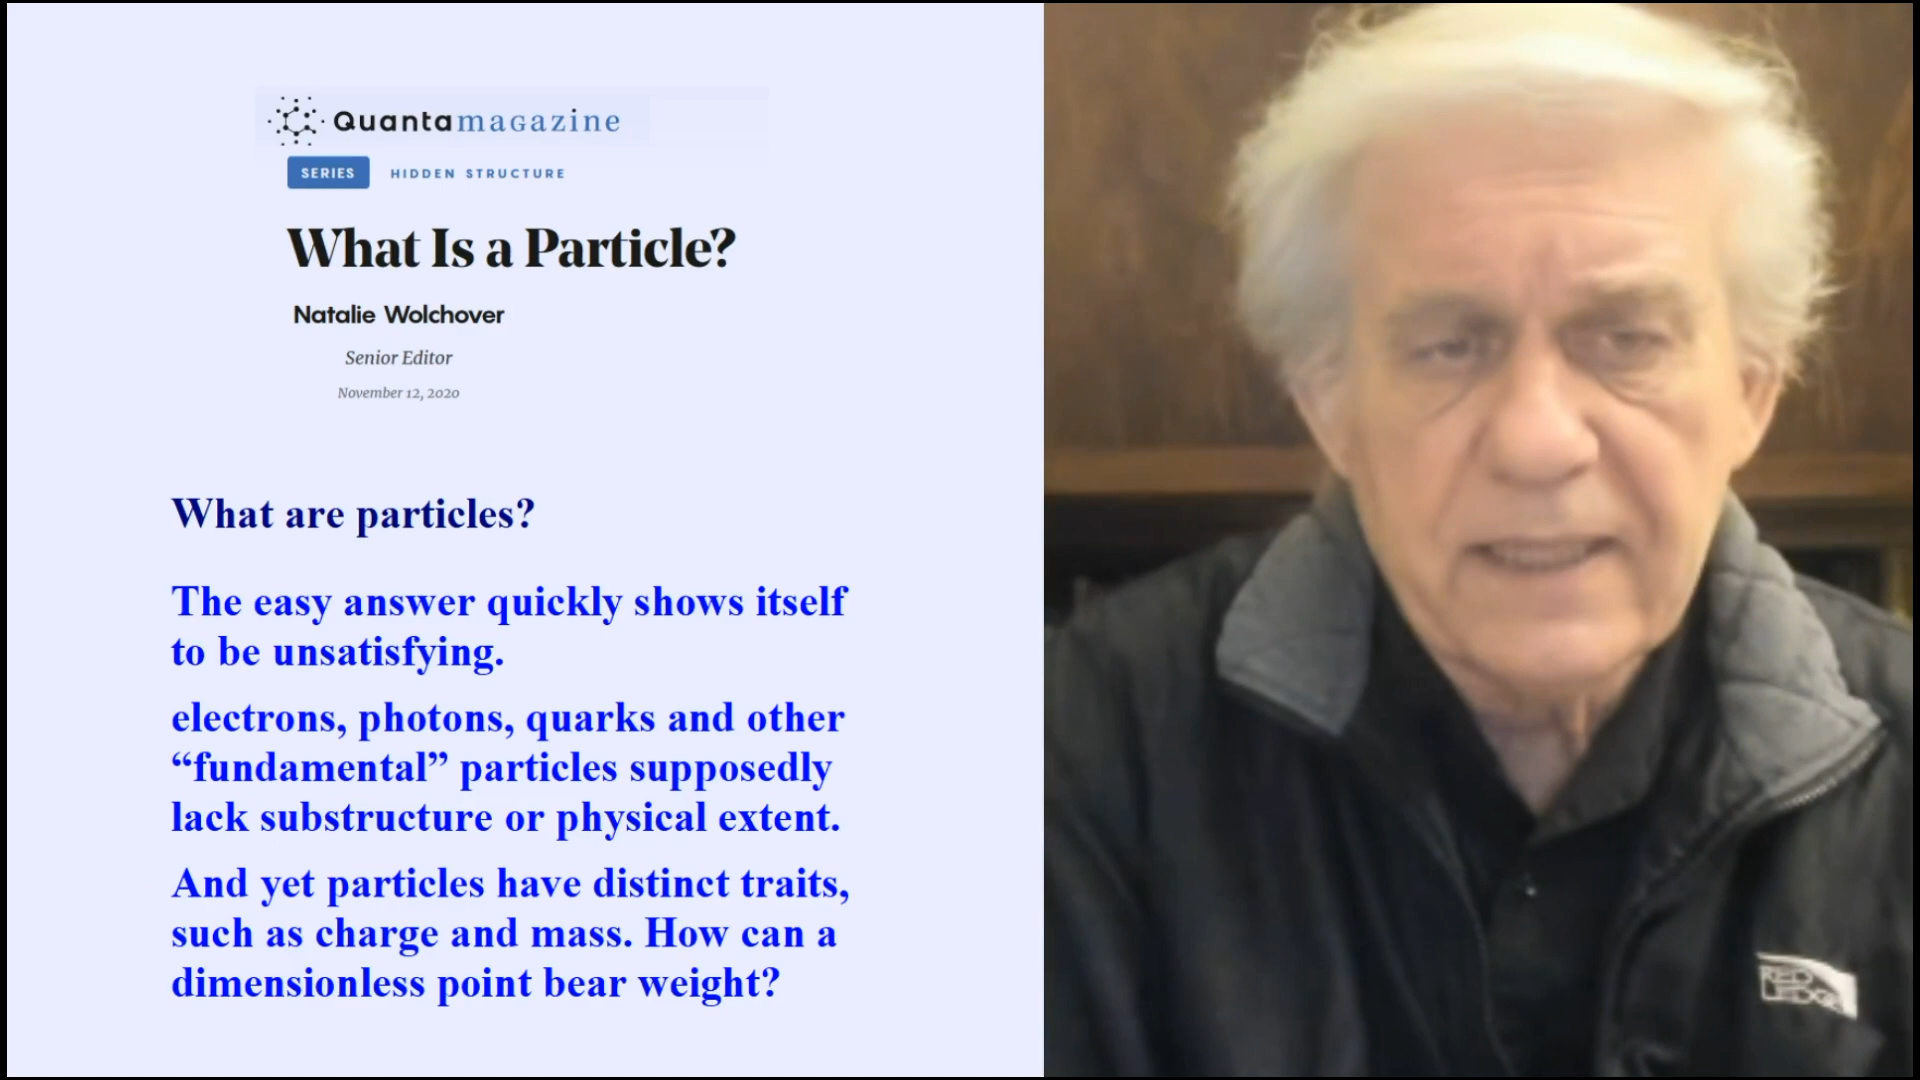 Quantamagazine
SERIES HIDDEN STRUCTURE
What Is a Particle?
Natalie Wolchover
Senior Editor
November 12, 2020
What are particles?
The easy answer quickly shows itself
to be unsatisfying.
electrons, photons, quarks and other
“fundamental” particles supposedly
lack substructure or physical extent.
And yet particles have distinct traits,
such as charge and mass. How can a
dimensionless point bear weight?
RED
LEDGE